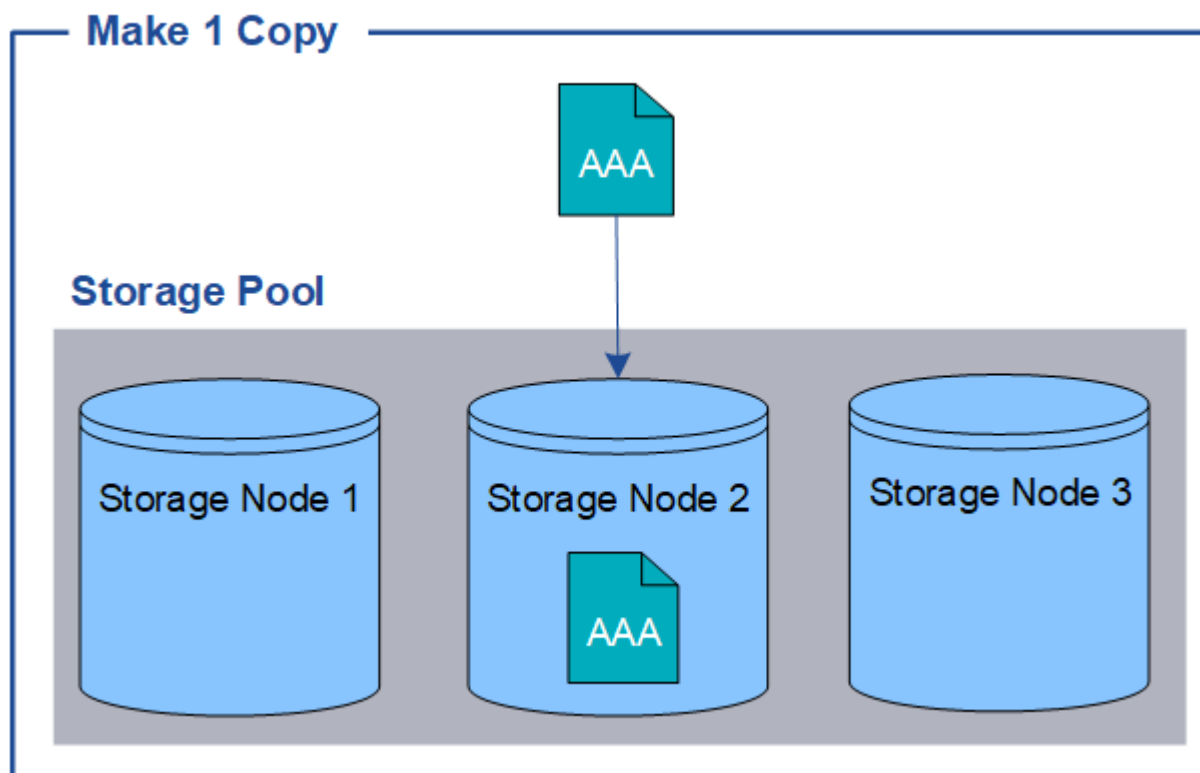 Make 1 Copy
AAA
Storage Pool
Storage Node 1
Storage Node 2
Storage Node 3
AAA